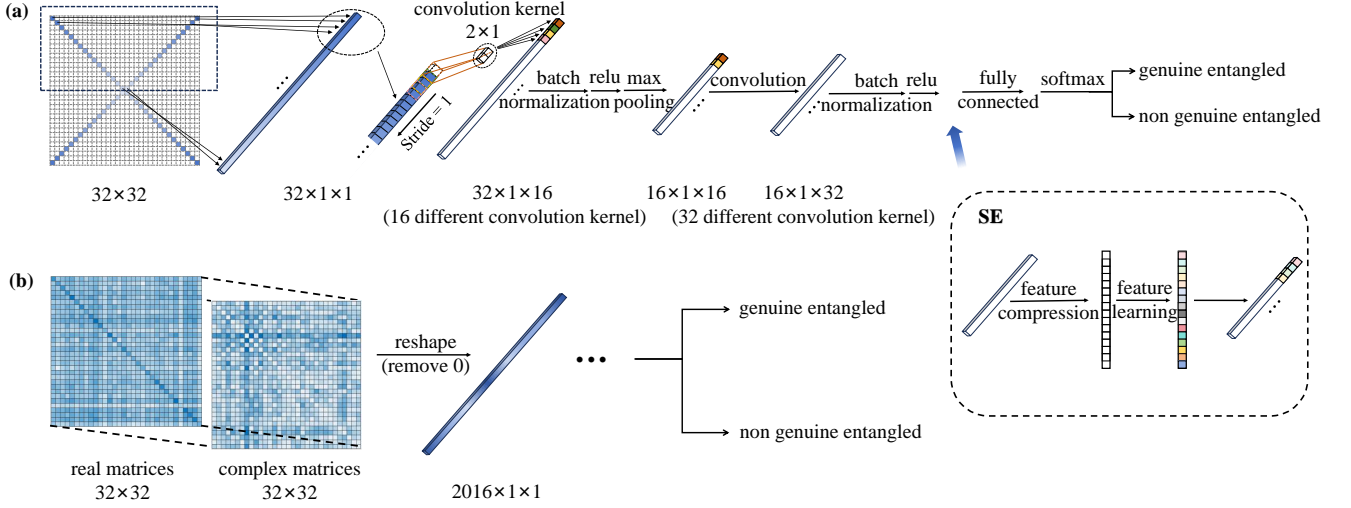 (a)
convolution kernel
2×1
Stride = 1
batch relu max
normalization pooling
convolution
batch relu
normalization
fully
connected
softmax
genuine entangled
non genuine entangled
32×32
32×1×1
32×1×16
16×1×16
16×1×32
(16 different convolution kernel)
(32 different convolution kernel)
SE
feature
compression
feature
learning
(b)
reshape
(remove 0)
genuine entangled
non genuine entangled
real matrices
32×32
complex matrices
32×32
2016×1×1